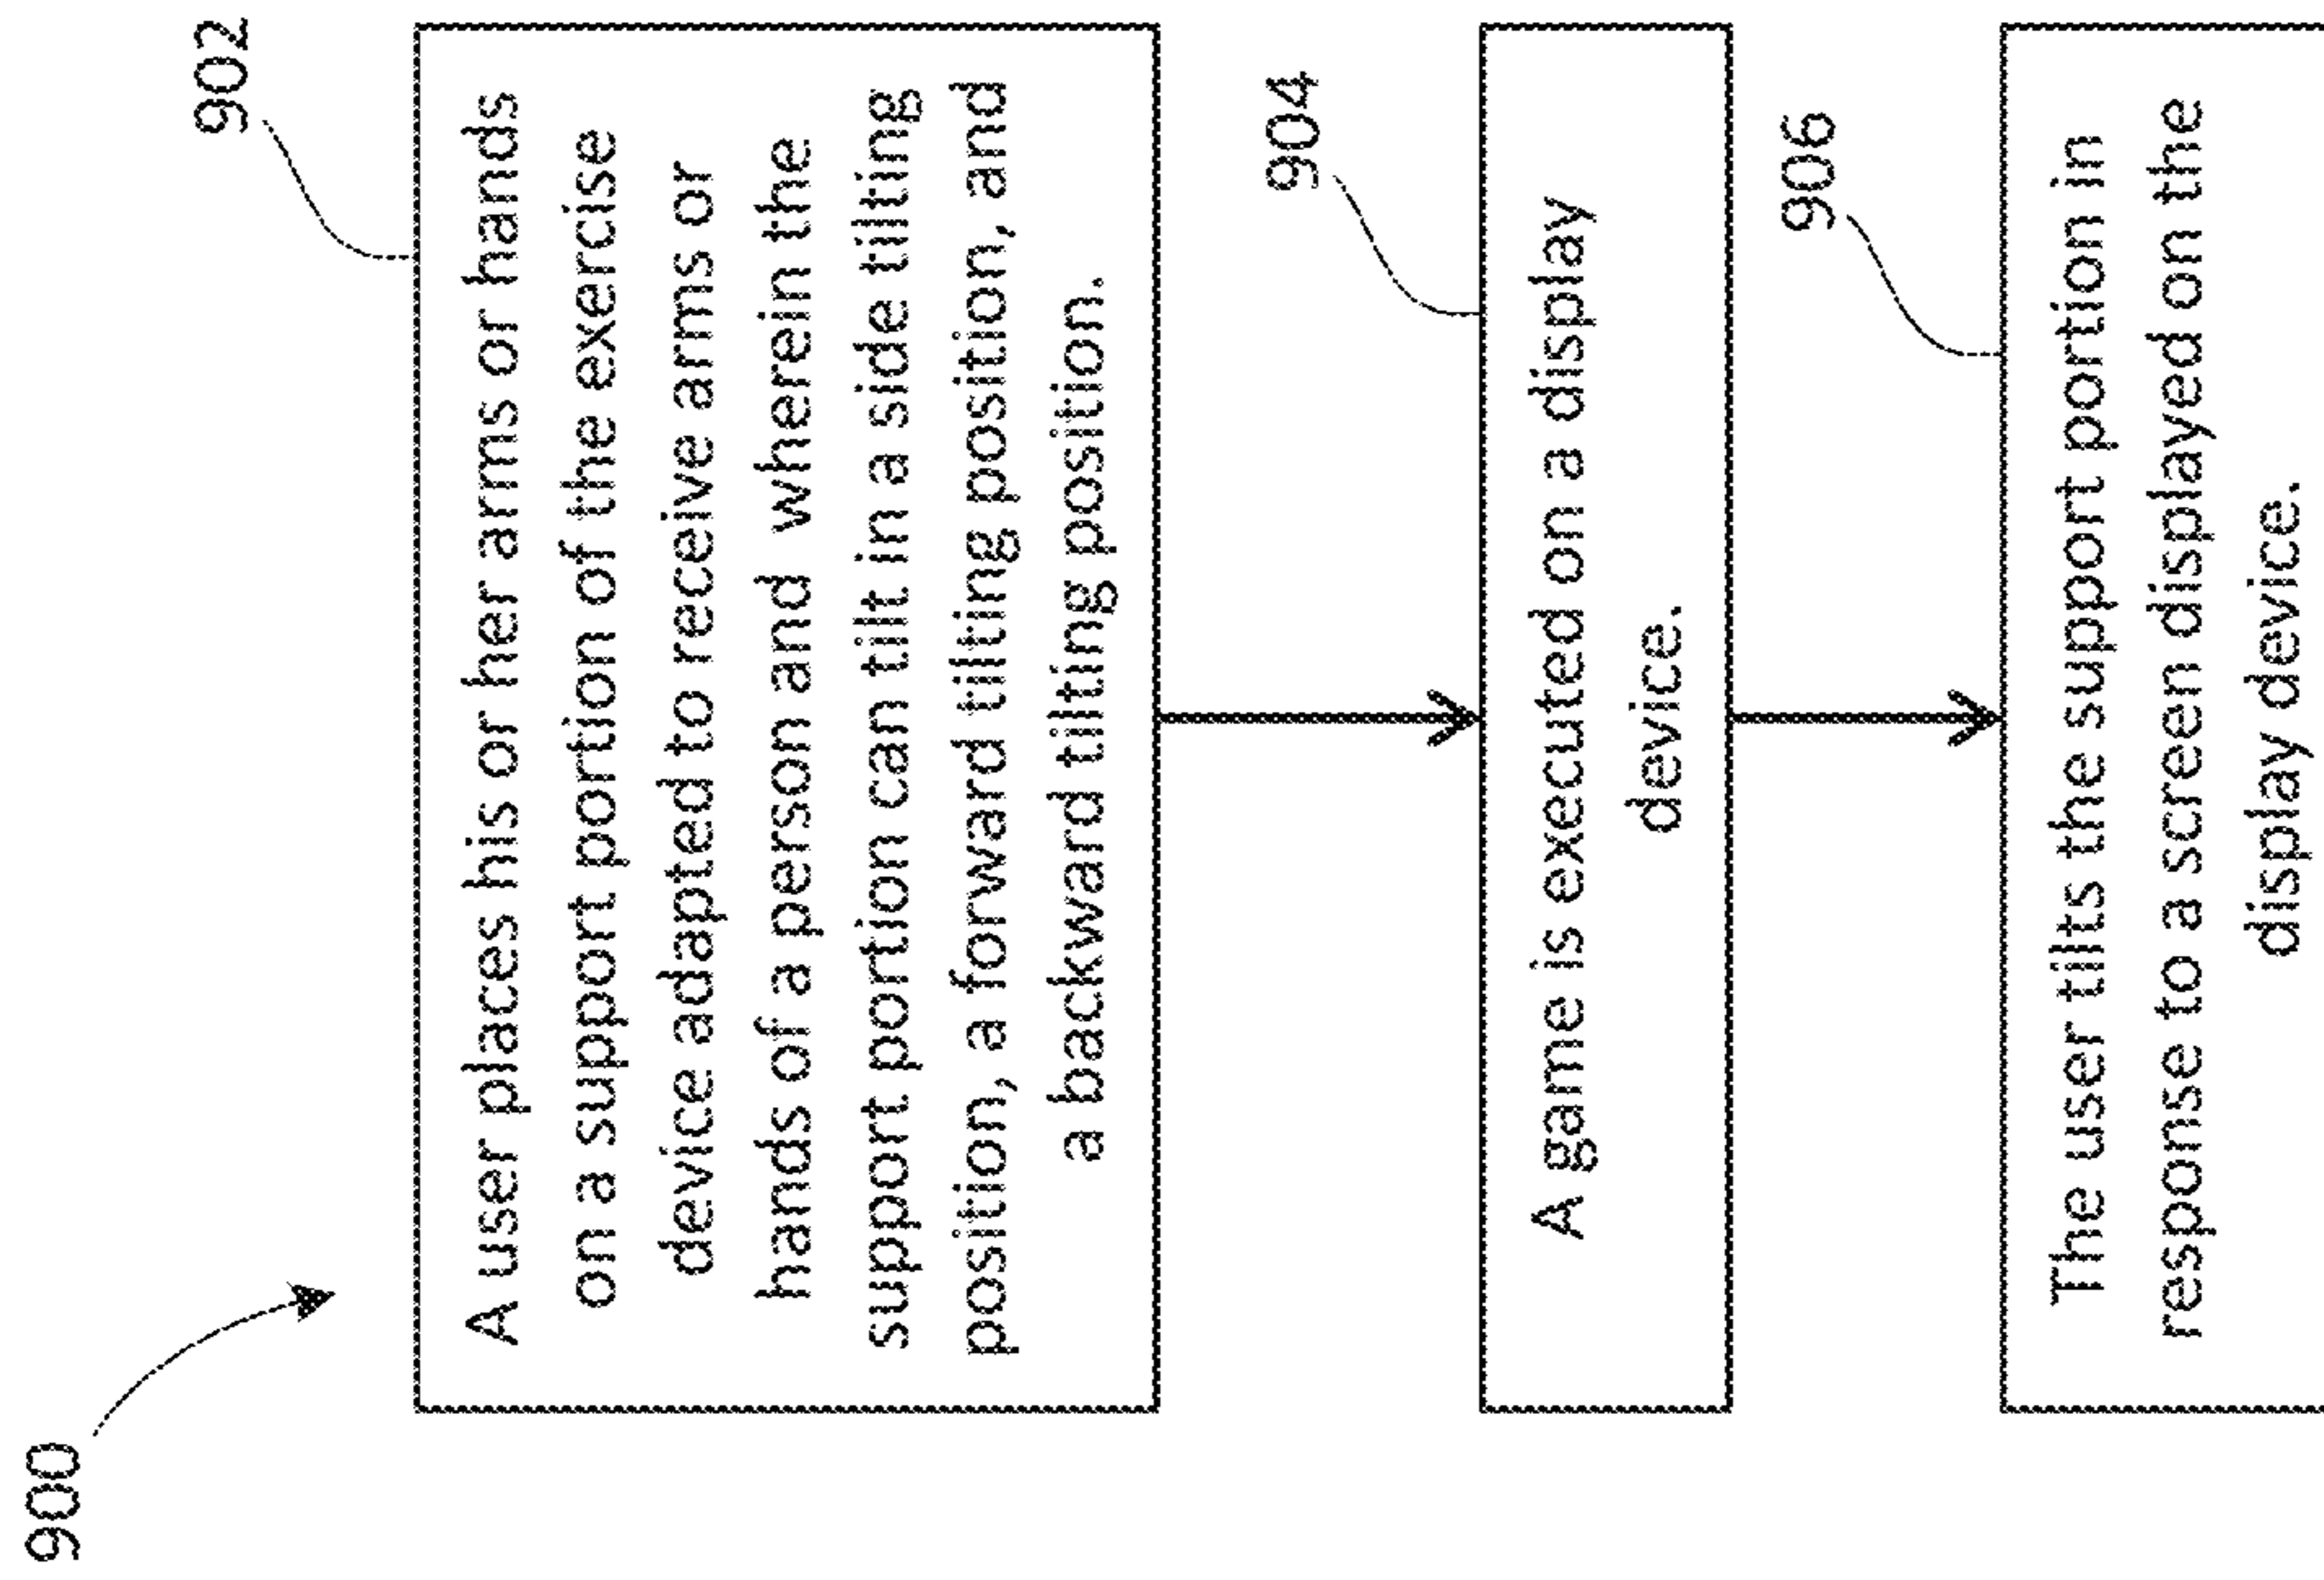 900
902
A user places his or her arms or hands
on a support portion of the exercise
device adapted to receive arms or
hands of a person and wherein the
support portion can tilt in a side tilting
position, a forward tilting position, and
a backward tilting position.
904
A game is executed on a display
device.
906
The user tilts the support portion in
response to a screen displayed on the
display device.